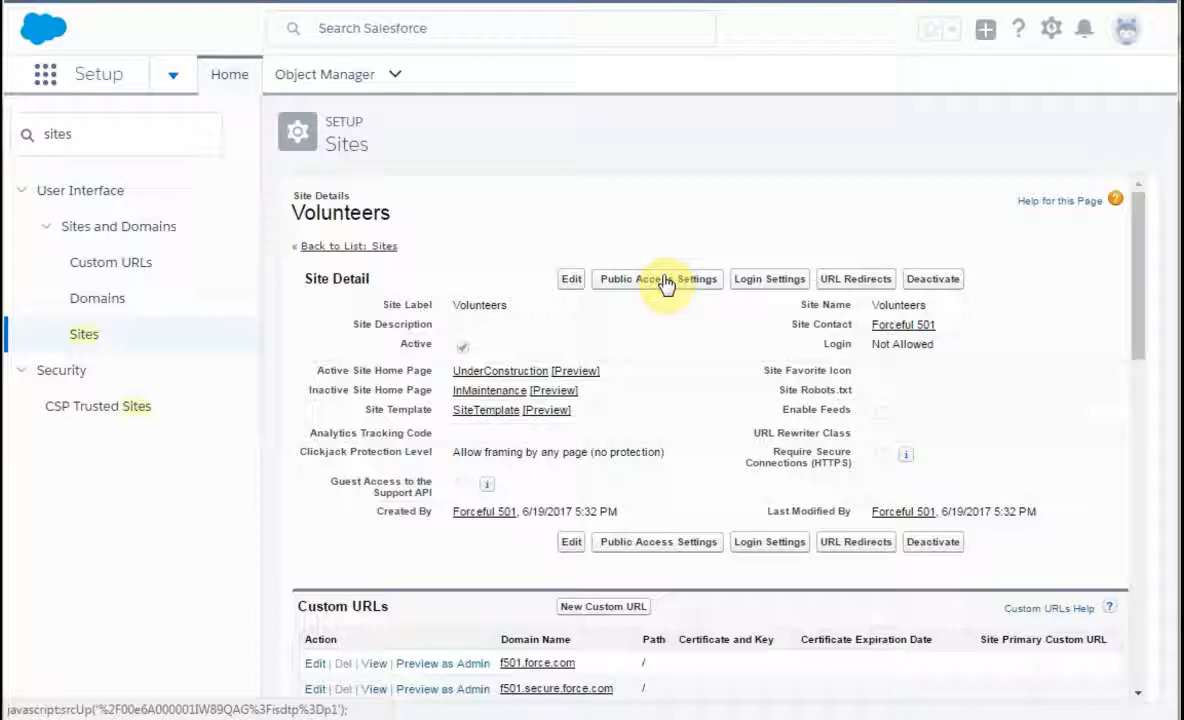 Search Salesforce
Setup
Home
Object Manager
sites
User Interface
Sites and Domains
Custom URLs
Domains
Sites
Security
CSP Trusted Sites
SETUP
Sites
Site Details
Volunteers
Help for this Page
« Back to List: Sites
Site Detail
Edit Public Access Settings Login Settings URL Redirects Deactivate
Site Label Volunteers Site Name Volunteers
Site Description Site Contact Forceful 501
Active Login Not Allowed
Active Site Home Page UnderConstruction [Preview] Site Favorite Icon
Inactive Site Home Page InMaintenance [Preview] Site Robots.txt
Site Template SiteTemplate [Preview] Enable Feeds
Analytics Tracking Code URL Rewriter Class
Clickjack Protection Level Allow framing by any page (no protection) Require Secure Connections (HTTPS)
Guest Access to the Support API
Created By Forceful 501, 6/19/2017 5:32 PM Last Modified By Forceful 501, 6/19/2017 5:32 PM
Edit Public Access Settings Login Settings URL Redirects Deactivate
Custom URLs New Custom URL Custom URLs Help
Action Domain Name Path Certificate and Key Certificate Expiration Date Site Primary Custom URL
Edit | Del | View | Preview as Admin f501.force.com /
Edit | Del | View | Preview as Admin f501.secure.force.com /
javascript:srcUp('%2F00e6A000001IW89QAG%3Fisdtp%3Dp1');